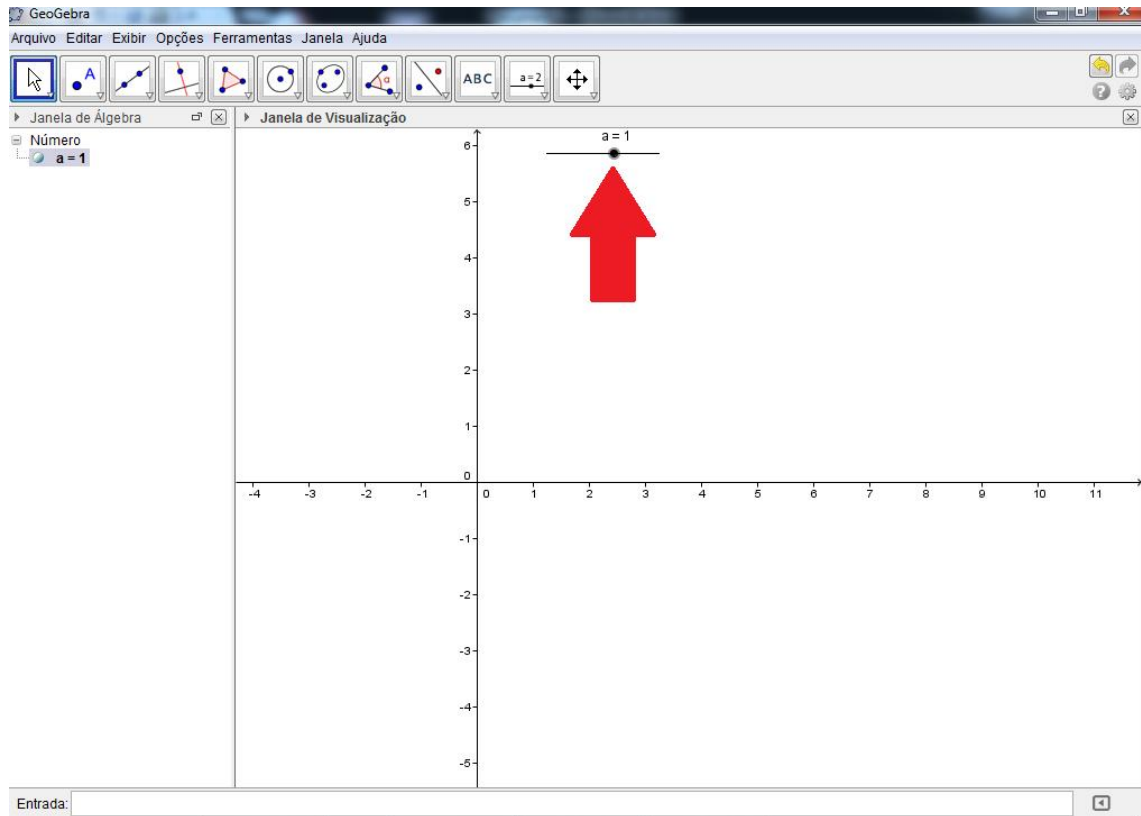 GeoGebra
Arquivo Editar Exibir Opções Ferramentas Janela Ajuda
A
α
ABC
a=2
Janela de Álgebra
Janela de Visualização
Número
a = 1
a = 1
6
5
4
3
2
1
0
-4 -3 -2 -1 0 1 2 3 4 5 6 7 8 9 10 11
-1
-2
-3
-4
-5
Entrada: